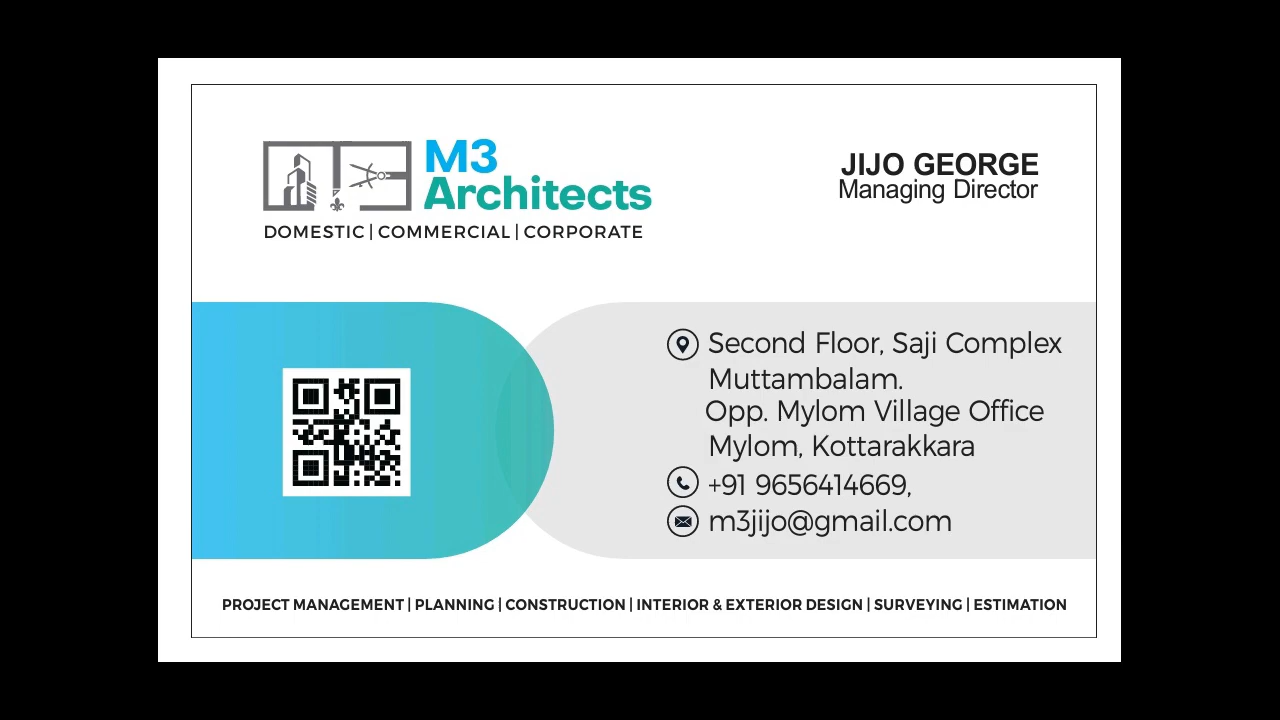 M3
Architects
DOMESTIC | COMMERCIAL | CORPORATE
JIJO GEORGE
Managing Director
Second Floor, Saji Complex
Muttambalam.
Opp. Mylom Village Office
Mylom, Kottarakkara
+91 9656414669,
m3jijo@gmail.com
PROJECT MANAGEMENT | PLANNING | CONSTRUCTION | INTERIOR & EXTERIOR DESIGN | SURVEYING | ESTIMATION